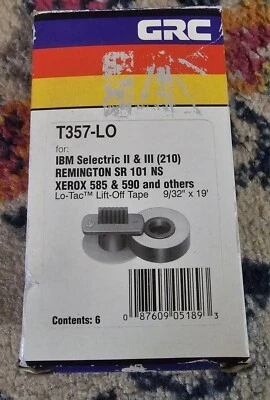 GRC
T357-LO
for:
IBM Selectric II & III (210)
REMINGTON SR 101 NS
XEROX 585 & 590 and others
Lo-Tac™ Lift-Off Tape 9/32" x 19'
Contents: 6
0 87609 05189 3